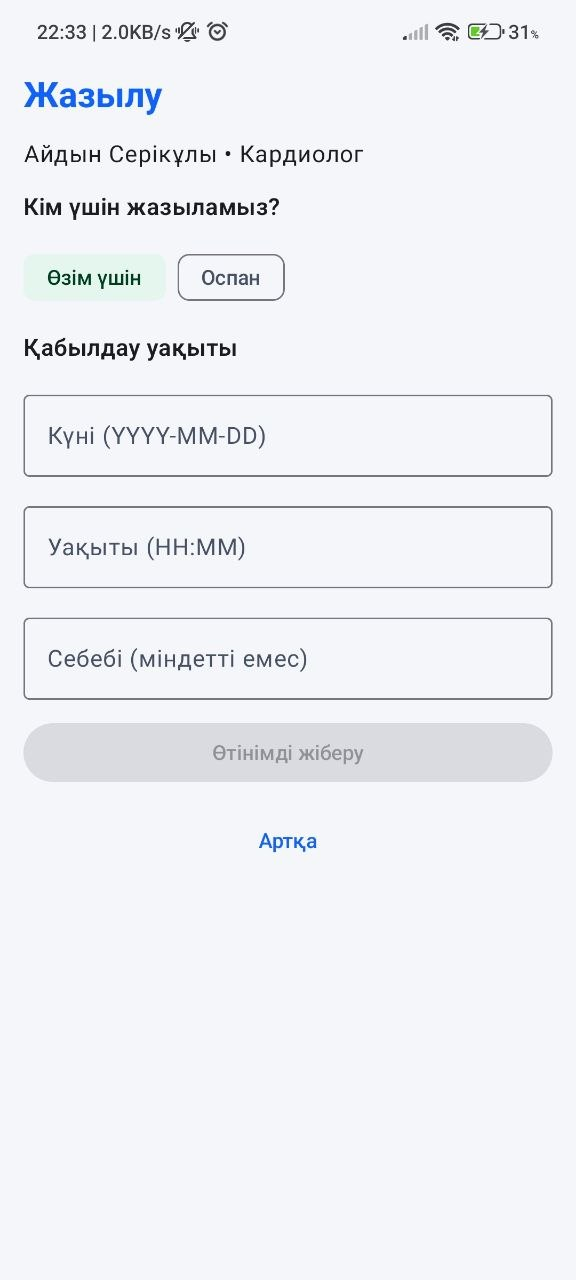 22:33 | 2.0KB/s 31%
Жазылу
Айдын Серікұлы • Кардиолог
Кім үшін жазыламыз?
Өзім үшін Оспан
Қабылдау уақыты
Күні (YYYY-MM-DD)
Уақыты (HH:MM)
Себебі (міндетті емес)
Өтінімді жіберу
Артқа